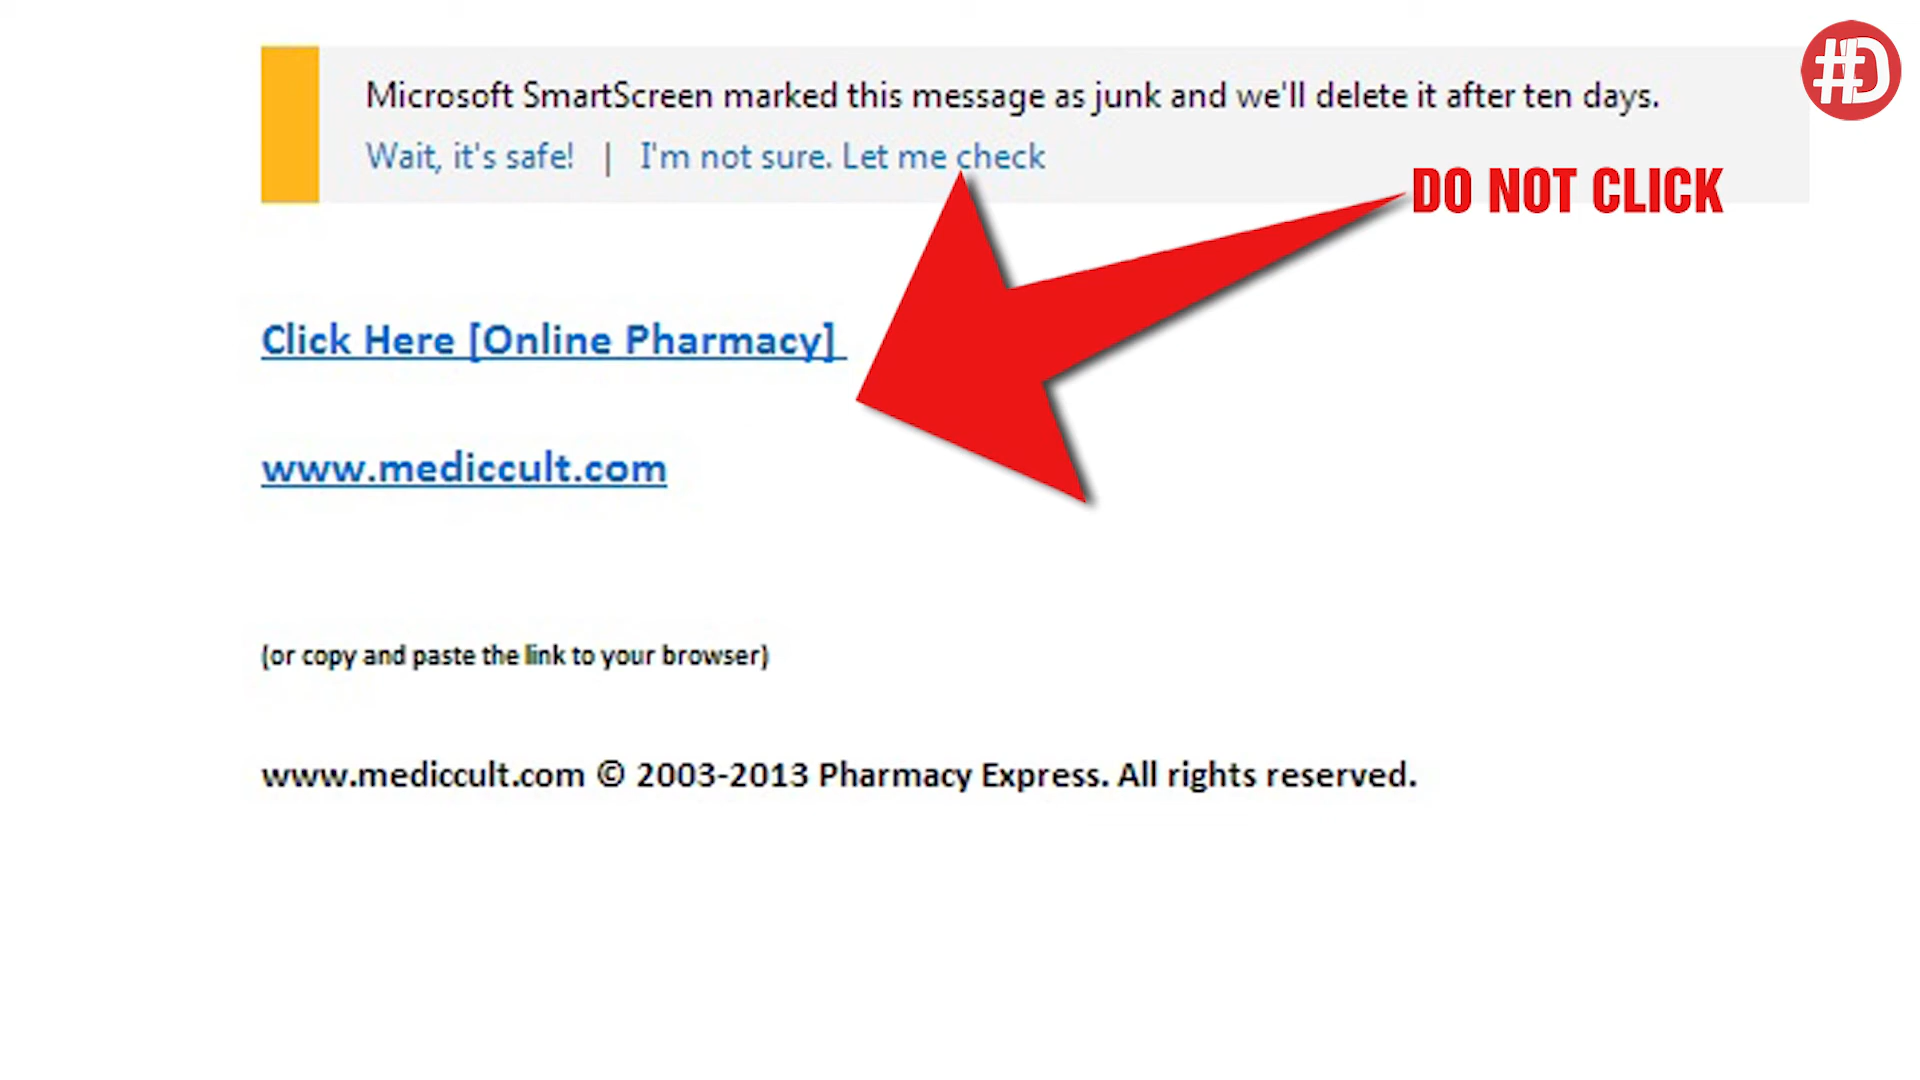 Microsoft SmartScreen marked this message as junk and we'll delete it after ten days.
Wait, it's safe! | I'm not sure. Let me check
DO NOT CLICK
Click Here [Online Pharmacy]
www.mediccult.com
(or copy and paste the link to your browser)
www.mediccult.com © 2003-2013 Pharmacy Express. All rights reserved.
#D